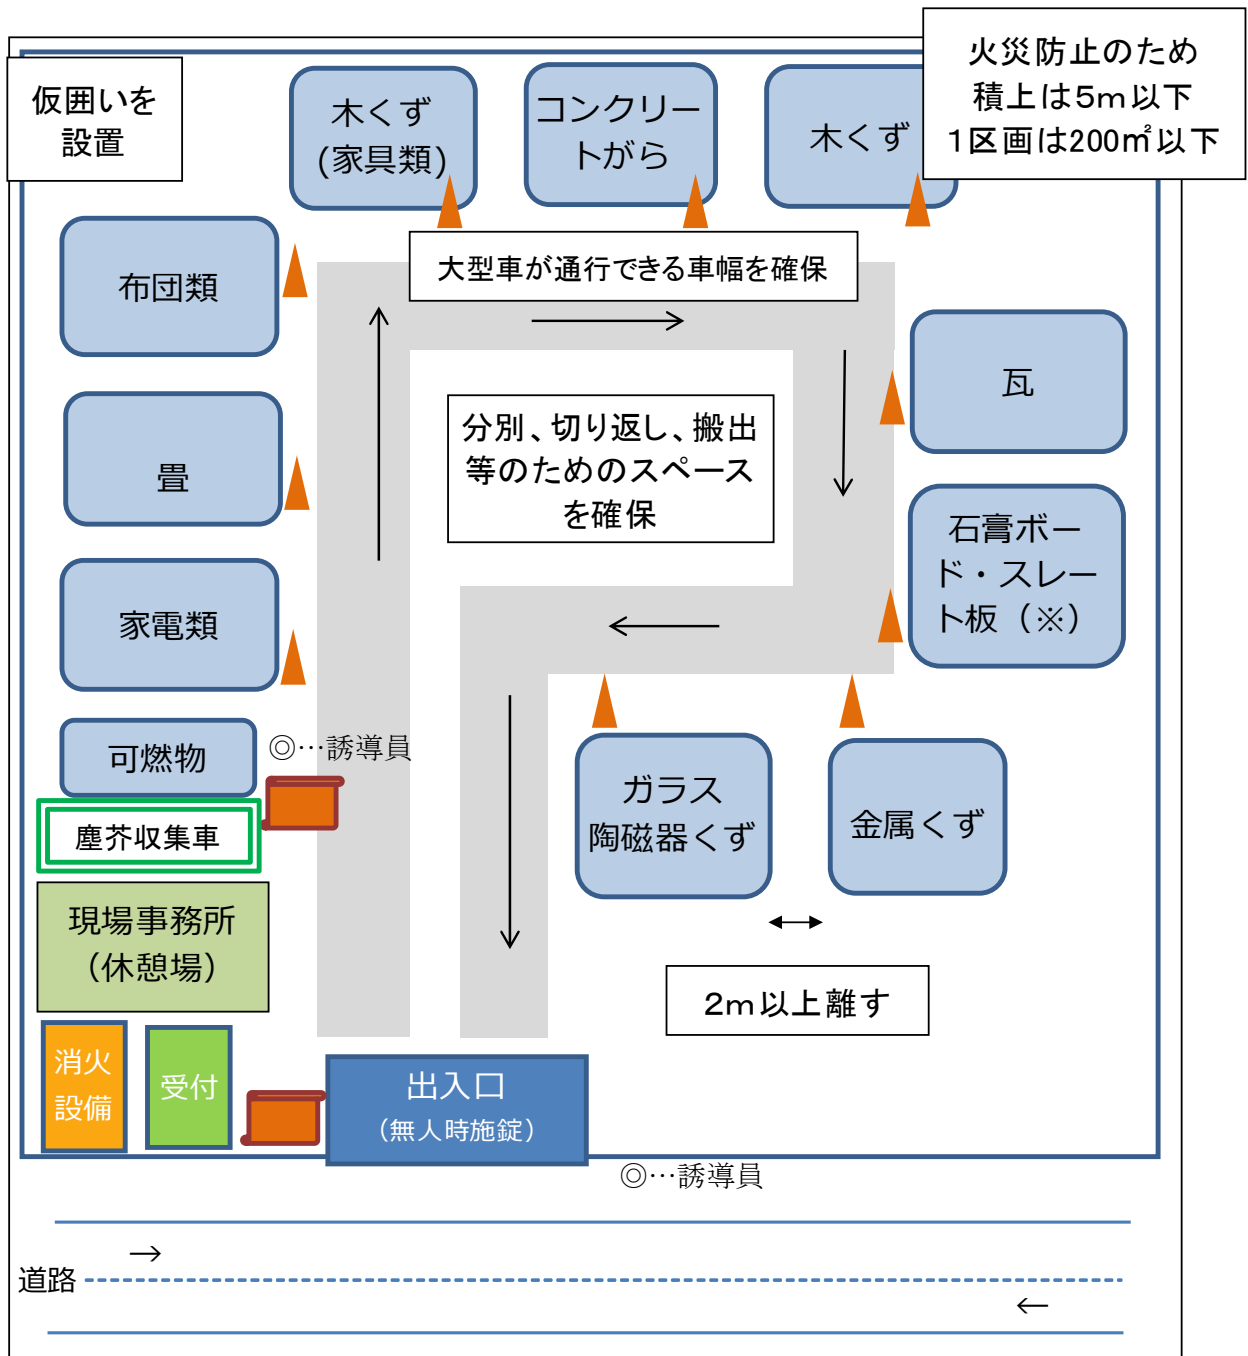 仮囲いを
設置
木くず
(家具類)
コンクリー
トがら
木くず
火災防止のため
積上は5m以下
1区画は200㎡以下
布団類
大型車が通行できる車幅を確保
瓦
畳
分別、切り返し、搬出
等のためのスペース
を確保
石膏ボー
ド・スレー
ト板（※）
家電類
可燃物
◎…誘導員
塵芥収集車
ガラス
陶磁器くず
金属くず
現場事務所
（休憩場）
2m以上離す
消火
設備
受付
出入口
（無人時施錠）
◎…誘導員
→
道路
←